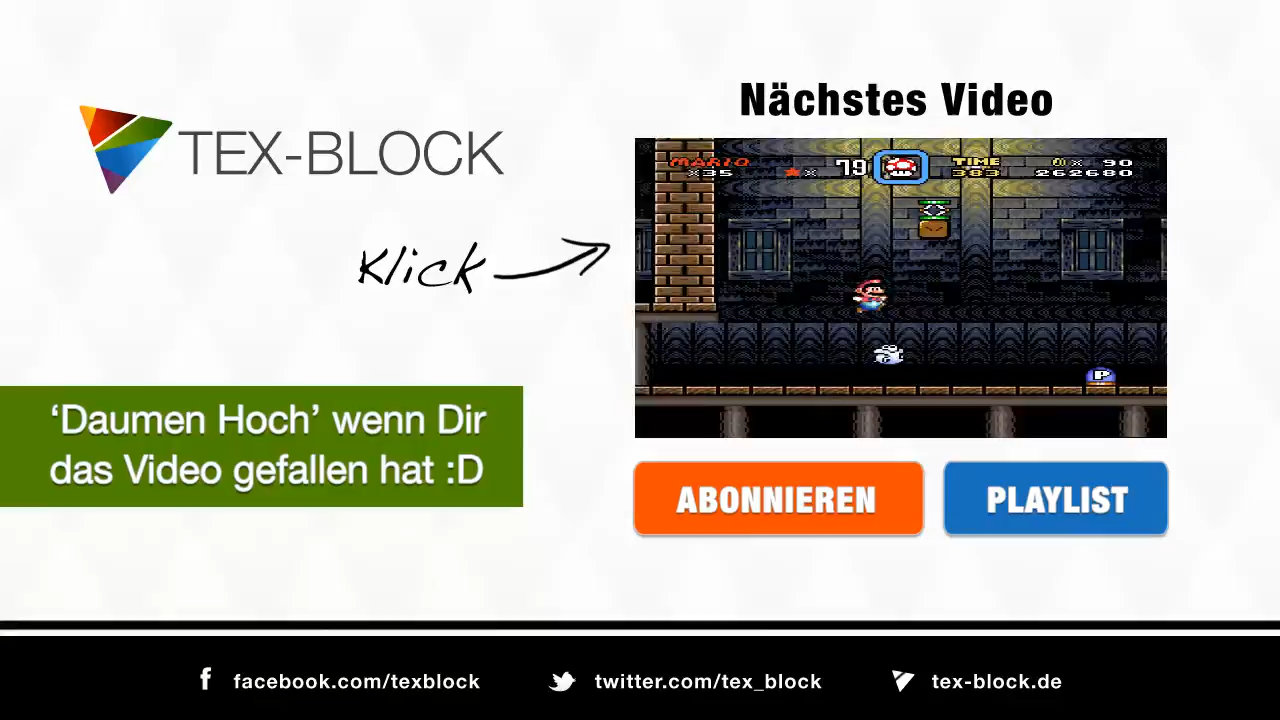 TEX-BLOCK
Nächstes Video
MARIO 79 TIME
×35 ★× 383 × 90
262680
P
Klick
‘Daumen Hoch’ wenn Dir
das Video gefallen hat :D
ABONNIEREN
PLAYLIST
facebook.com/texblock
twitter.com/tex_block
tex-block.de